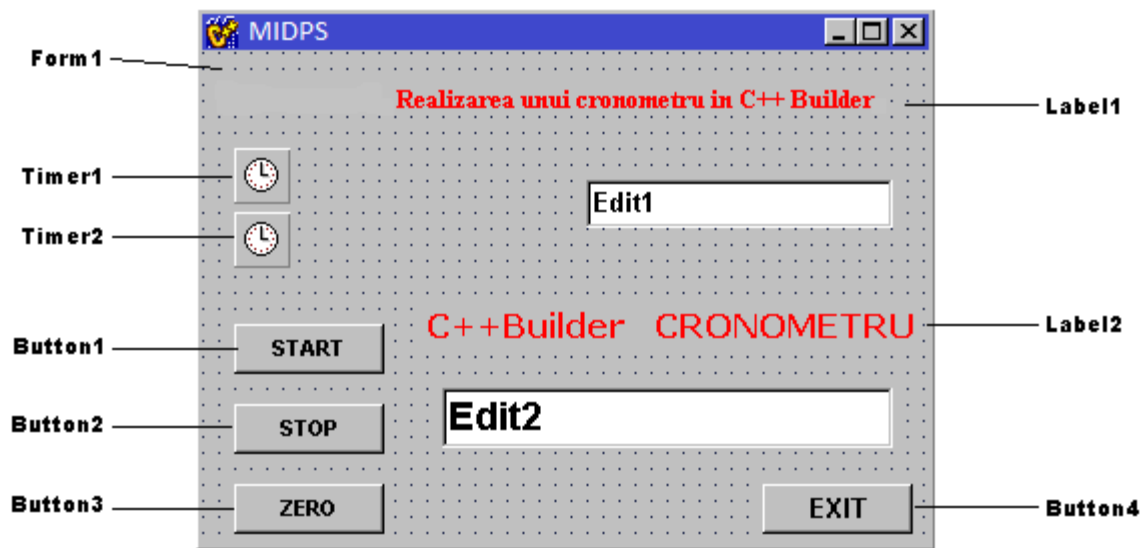 MIDPS
Form1
Realizarea unui cronometru in C++ Builder
Label1
Timer1
Edit1
Timer2
C++Builder CRONOMETRU
Label2
Button1
START
Edit2
Button2
STOP
Button3
ZERO
EXIT
Button4